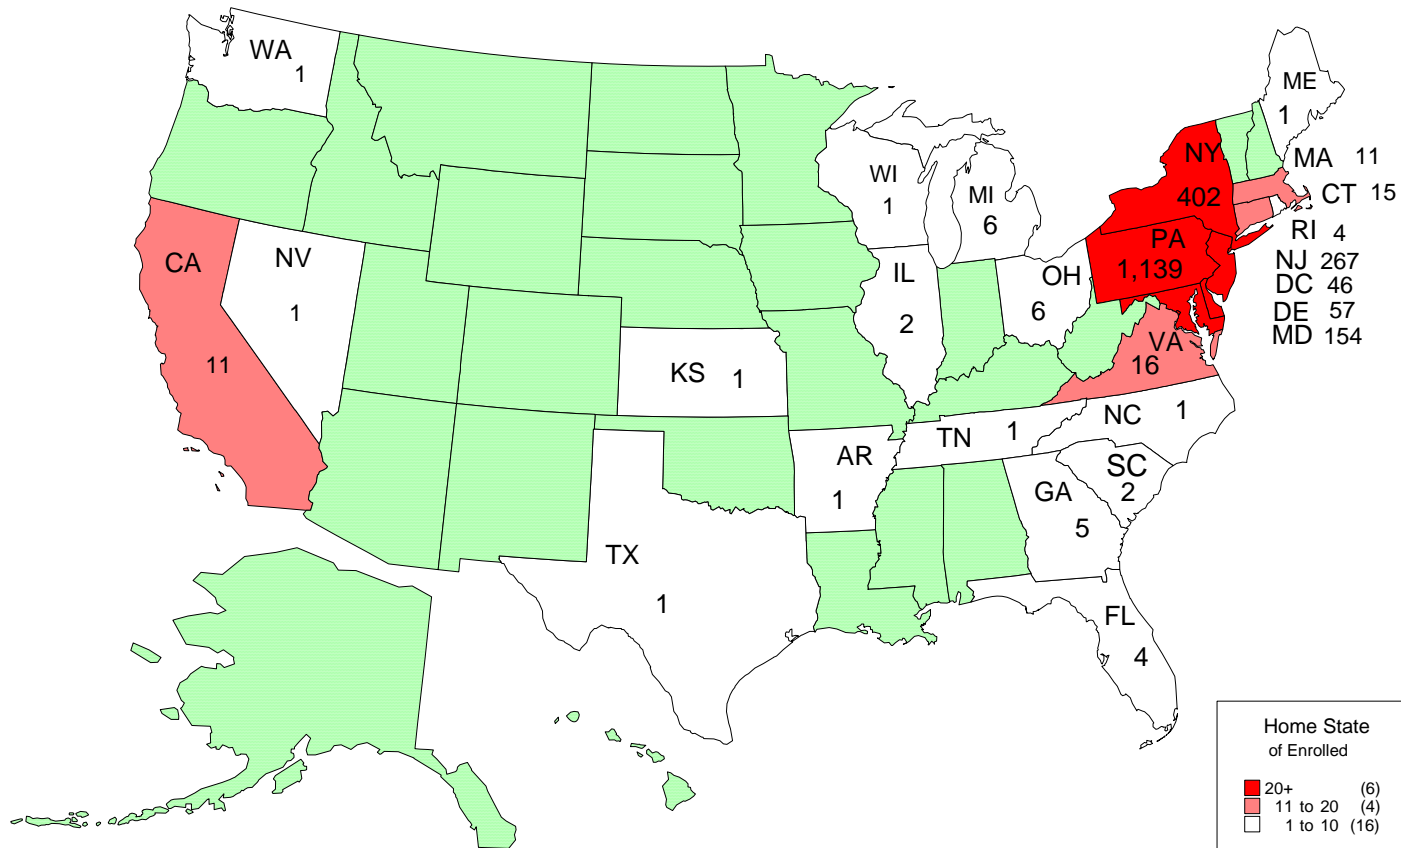 WA
1
ME
1
NY
402
MA 11
CT 15
RI 4
NJ 267
DC 46
DE 57
MD 154
PA
1,139
WI
1
MI
6
CA
11
NV
1
IL
2
OH
6
VA
16
KS 1
NC 1
TN 1
AR
1
SC
2
GA
5
TX
1
FL
4
Home State
of Enrolled
20+ (6)
11 to 20 (4)
1 to 10 (16)